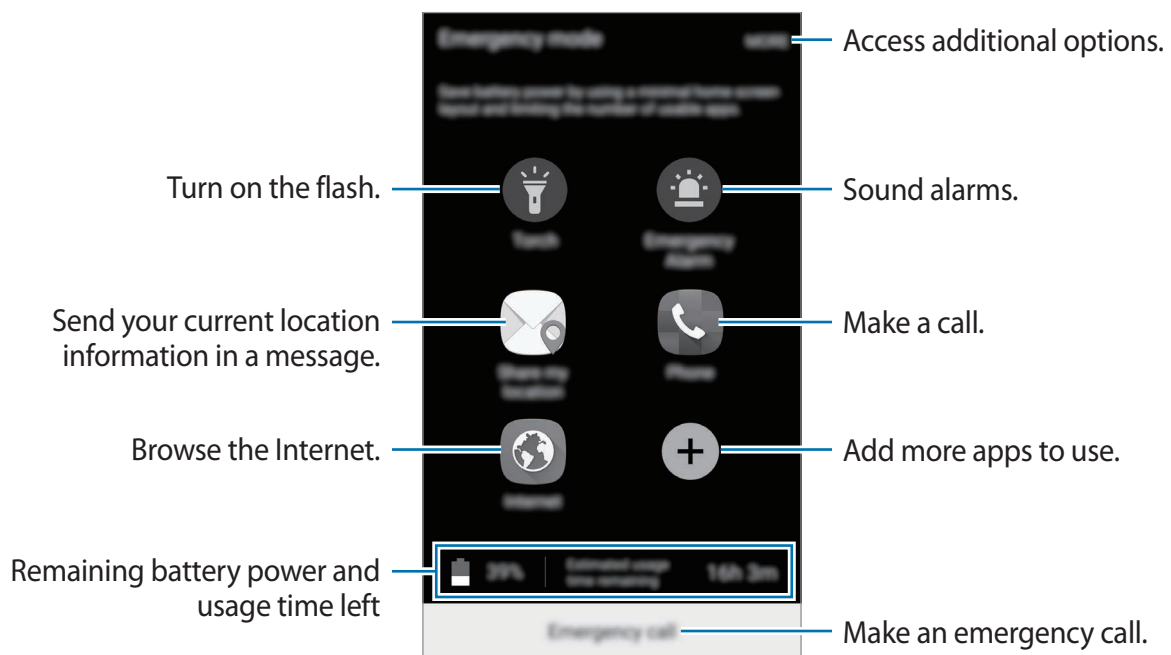 Emergency mode
MORE
Access additional options.
Save battery power by using a minimal home screen
layout and limiting the number of usable apps.
Turn on the flash.
Sound alarms.
Torch
Emergency
Alarm
Send your current location
information in a message.
Make a call.
Share my
location
Phone
Browse the Internet.
Add more apps to use.
Internet
Remaining battery power and
usage time left
39%
Estimated usage
time remaining
16h 3m
Emergency call
Make an emergency call.